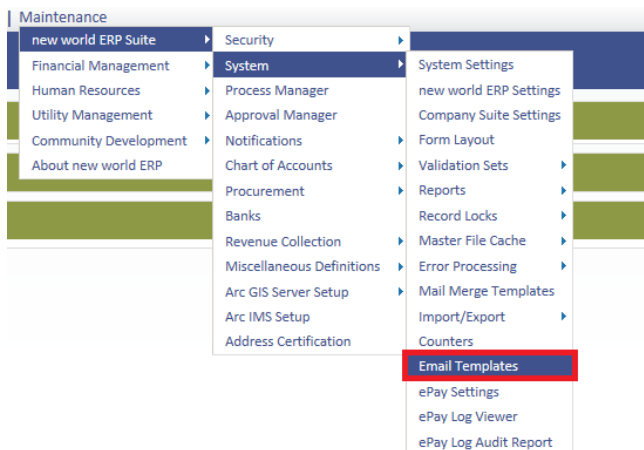 Maintenance
new world ERP Suite
Financial Management
Human Resources
Utility Management
Community Development
About new world ERP
Security
System
Process Manager
Approval Manager
Notifications
Chart of Accounts
Procurement
Banks
Revenue Collection
Miscellaneous Definitions
Arc GIS Server Setup
Arc IMS Setup
Address Certification
System Settings
new world ERP Settings
Company Suite Settings
Form Layout
Validation Sets
Reports
Record Locks
Master File Cache
Error Processing
Mail Merge Templates
Import/Export
Counters
Email Templates
ePay Settings
ePay Log Viewer
ePay Log Audit Report